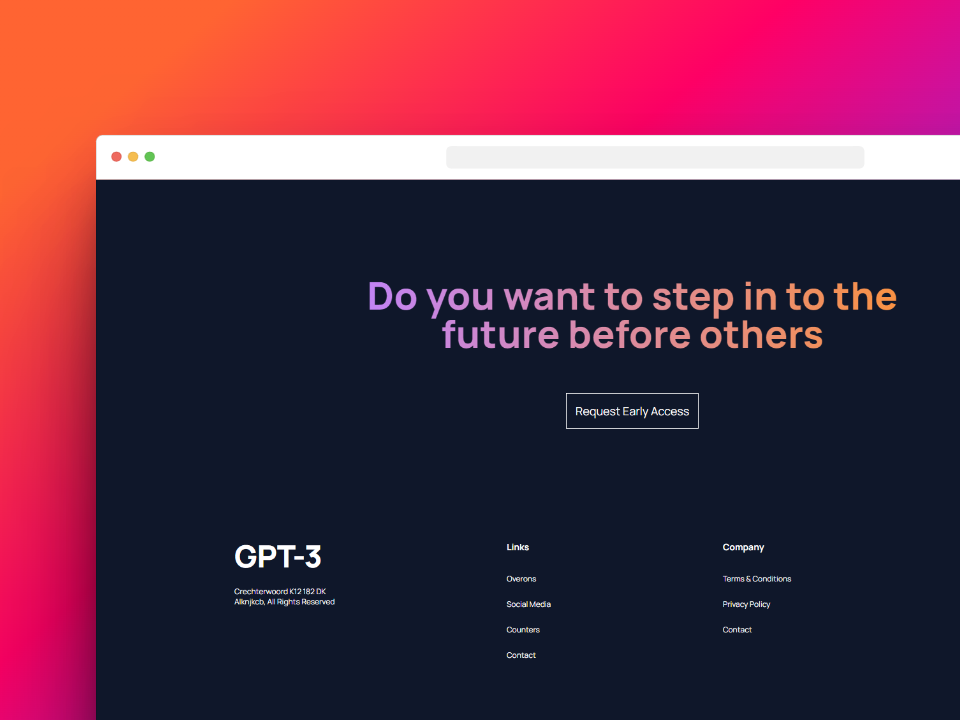 Do you want to step in to the
future before others
Request Early Access
GPT-3
Crechterwoord K12 182 DK
Alknjkcb, All Rights Reserved
Links
Overons
Social Media
Counters
Contact
Company
Terms & Conditions
Privacy Policy
Contact